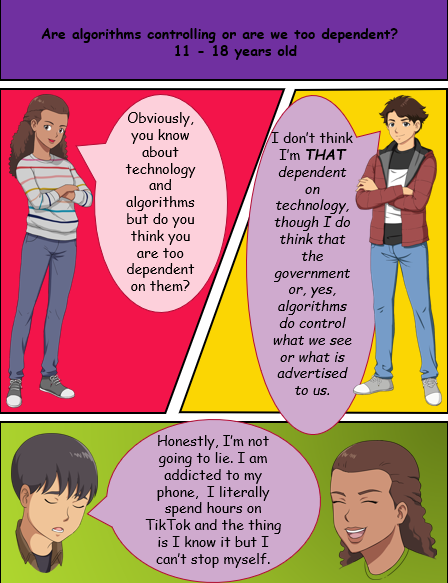 Are algorithms controlling or are we too dependent?
11 - 18 years old
Obviously,
you know
about
technology
and
algorithms
but do you
think you
are too
dependent
on them?
I don't think
I'm THAT
dependent
on
technology,
though I do
think that
the
government
or, yes,
algorithms
do control
what we see
or what is
advertised
to us.
Honestly, I'm not
going to lie. I am
addicted to my
phone, I literally
spend hours on
TikTok and the thing
is I know it but I
can't stop myself.